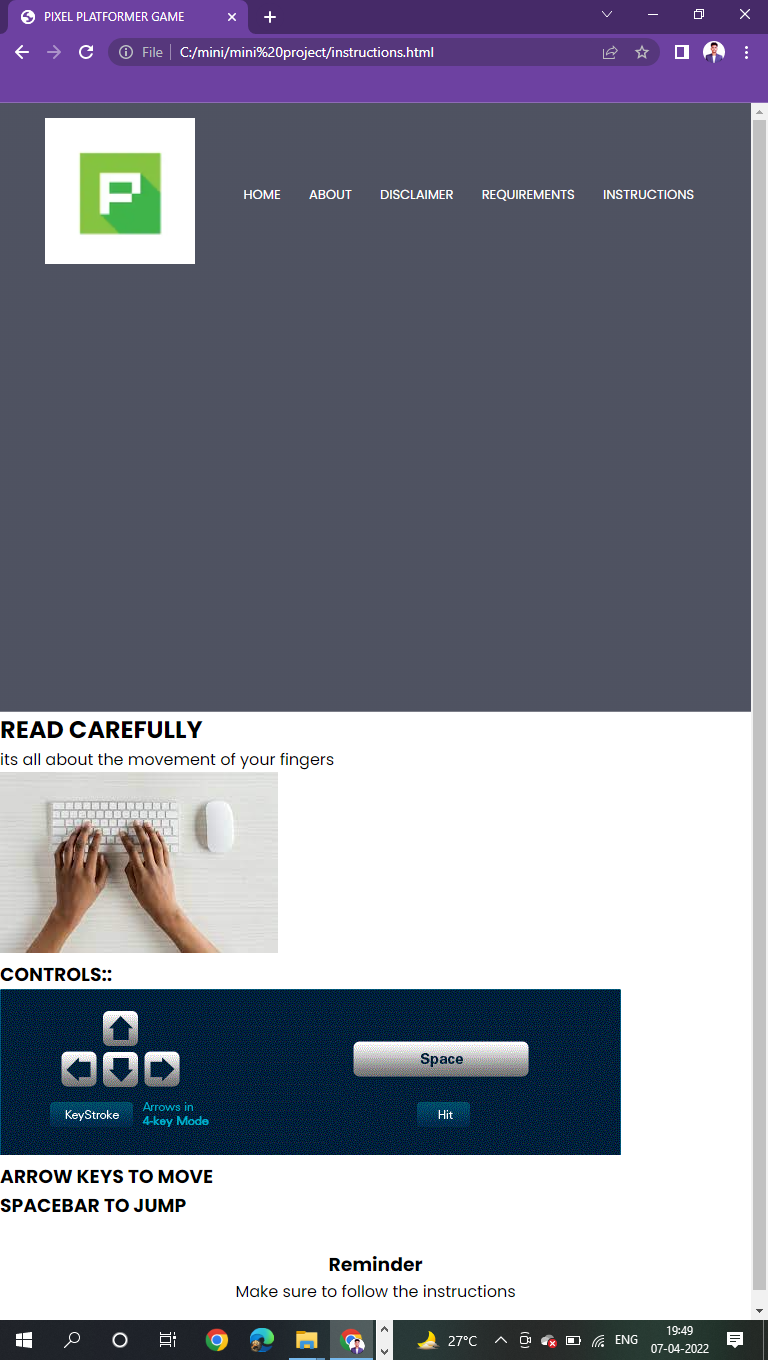 PIXEL PLATFORMER GAME
File C:/mini/mini%20project/instructions.html
P
HOME ABOUT DISCLAIMER REQUIREMENTS INSTRUCTIONS
READ CAREFULLY
its all about the movement of your fingers
CONTROLS::
Space
KeyStroke Arrows in
4-key Mode
Hit
ARROW KEYS TO MOVE
SPACEBAR TO JUMP
Reminder
Make sure to follow the instructions
27°C ENG 19:49
07-04-2022